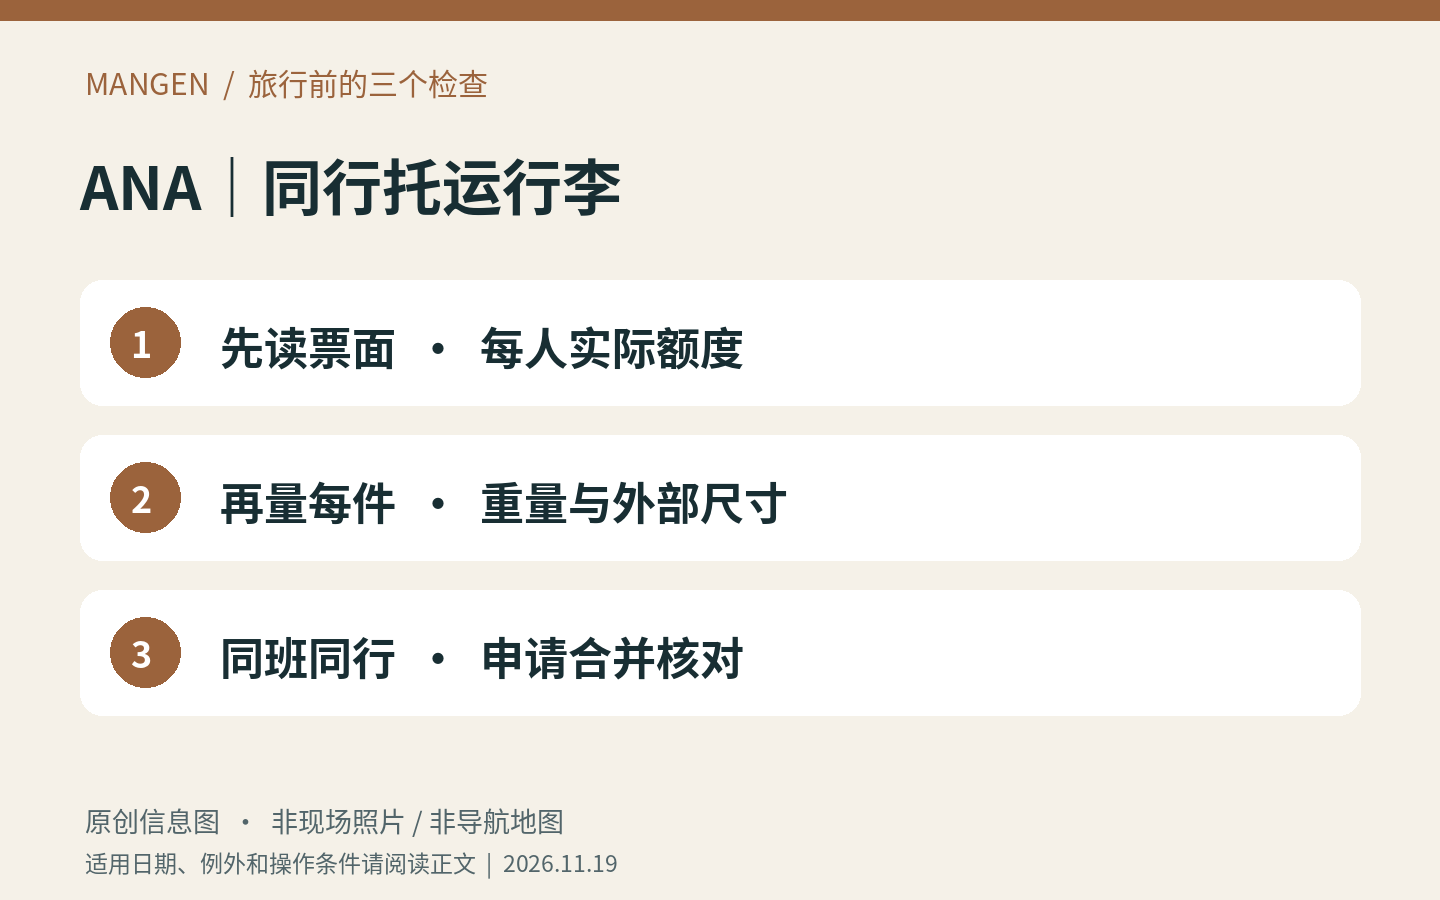 MANGEN / 旅行前的三个检查
ANA｜同行托运行李
1 先读票面 · 每人实际额度
2 再量每件 · 重量与外部尺寸
3 同班同行 · 申请合并核对
原创信息图 · 非现场照片 / 非导航地图
适用日期、例外和操作条件请阅读正文｜2026.11.19